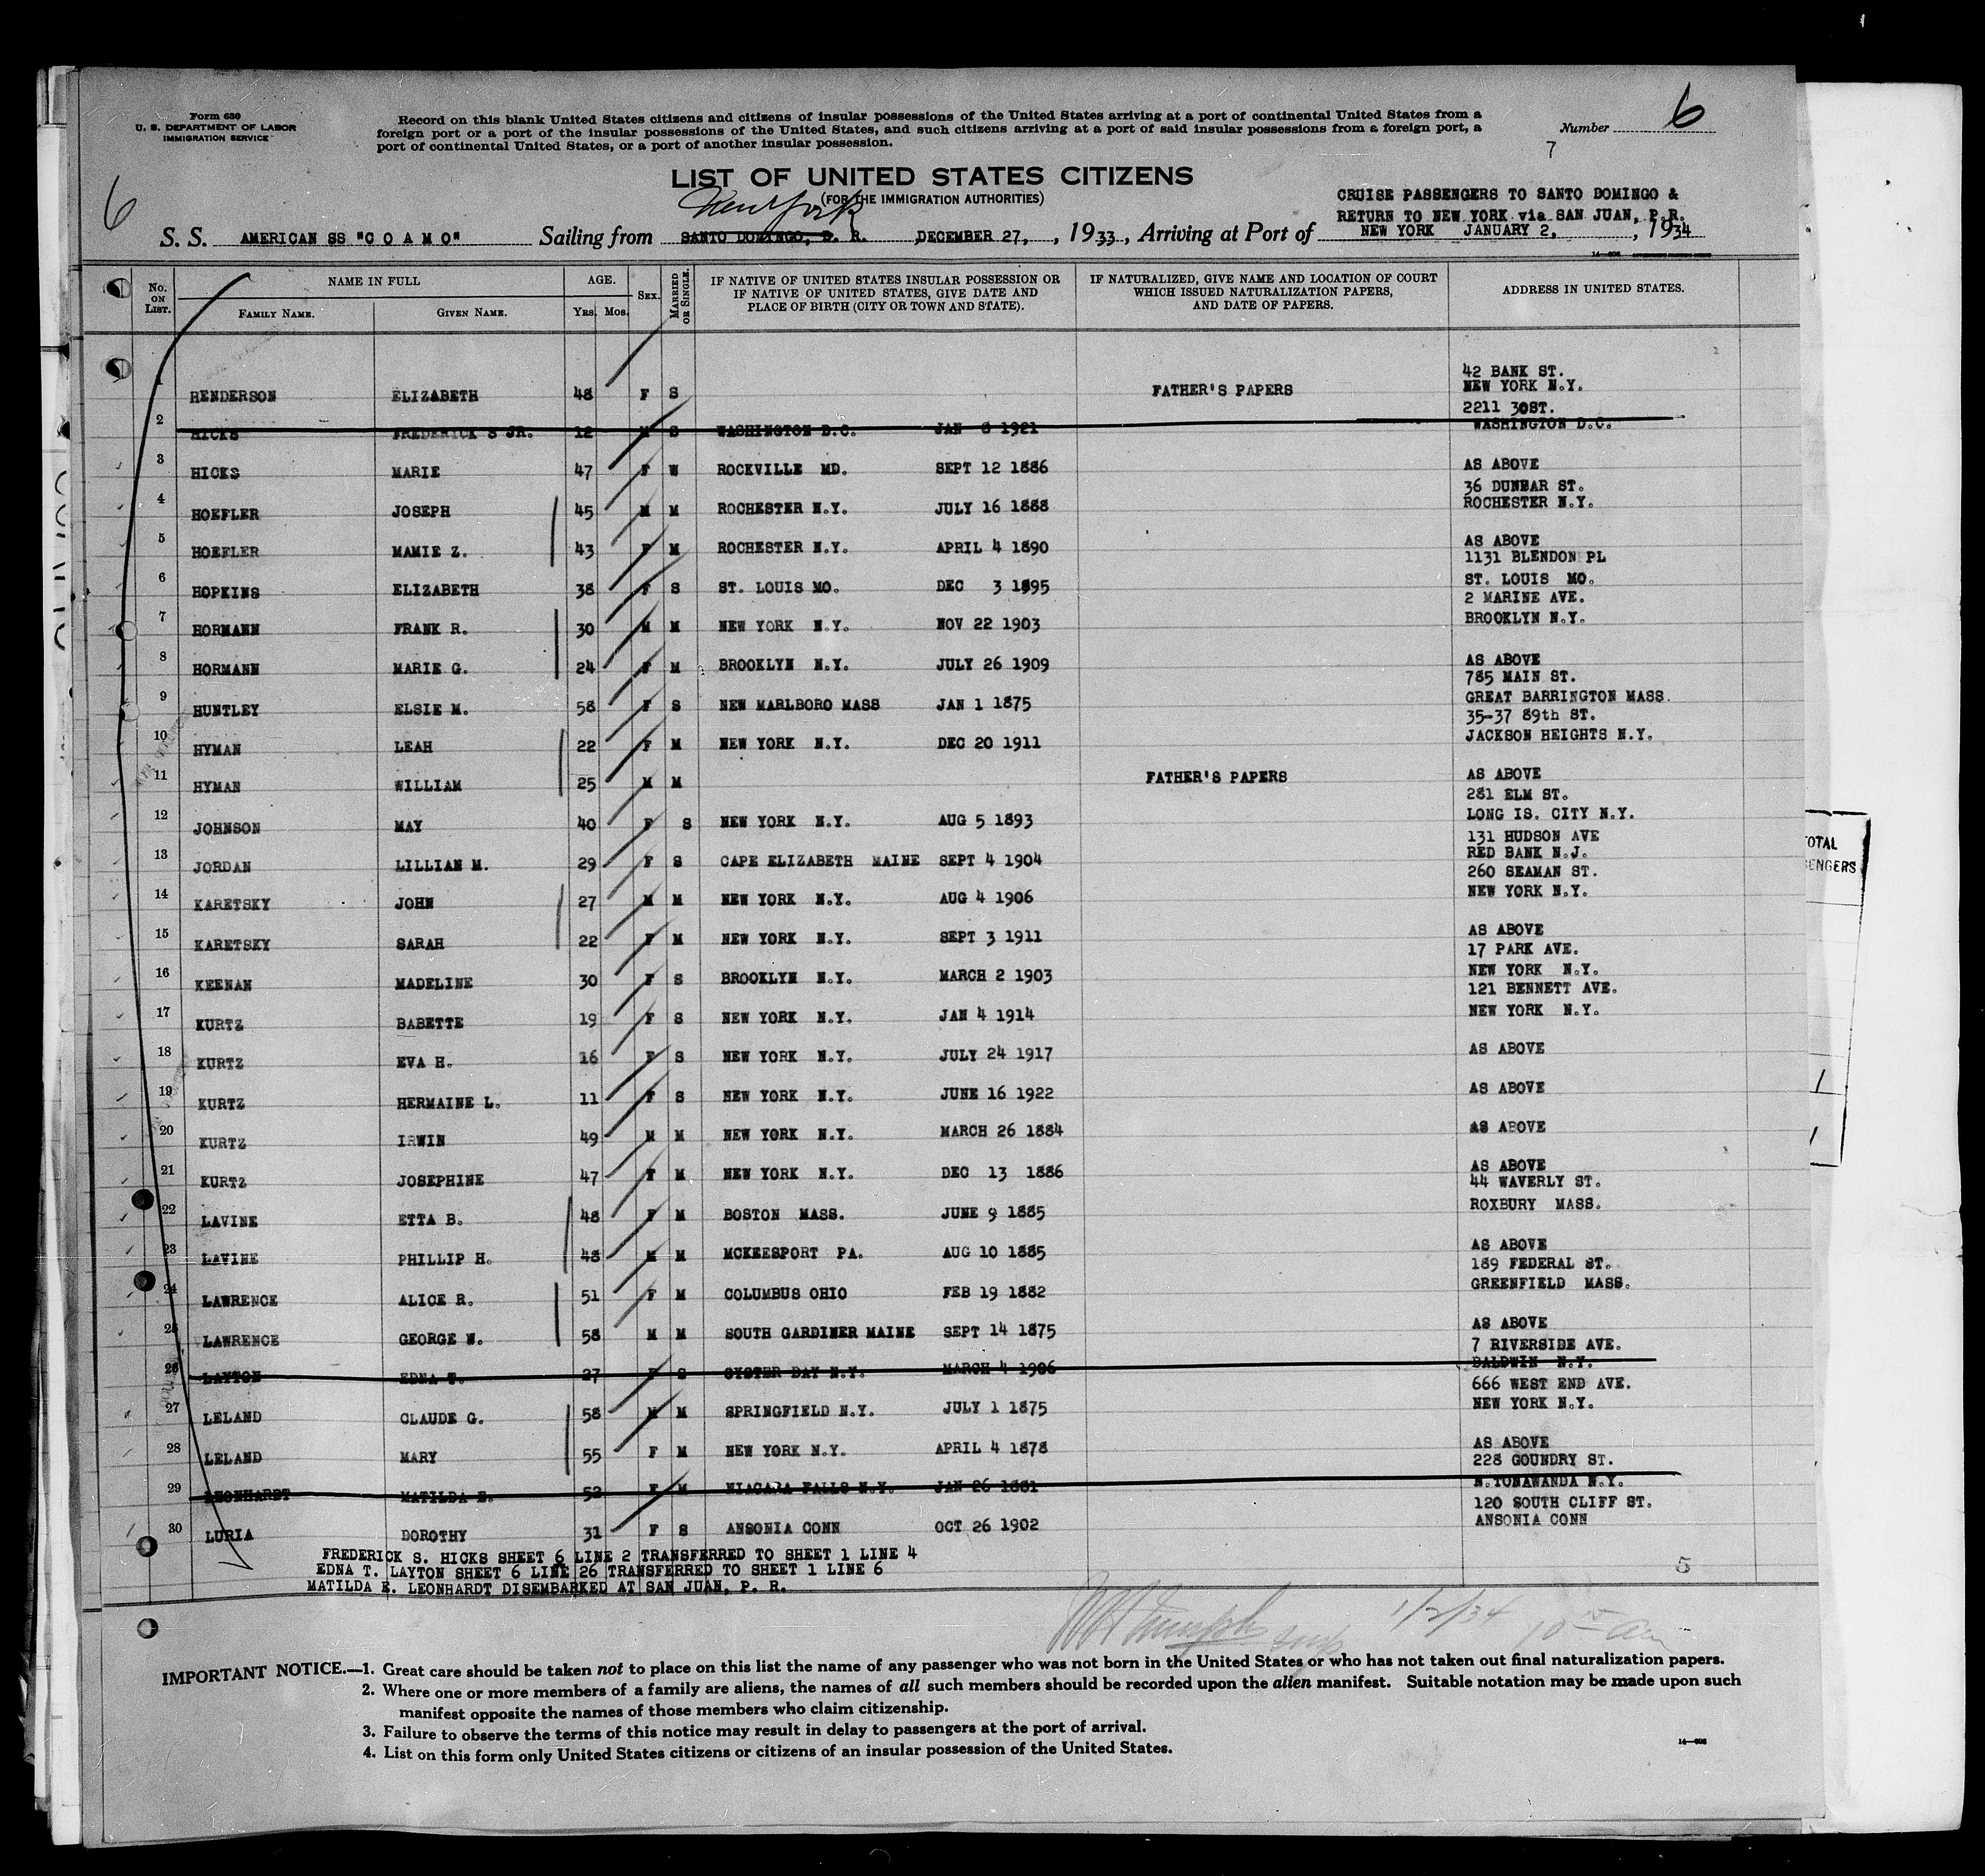 Form 630
U. S. DEPARTMENT OF LABOR
IMMIGRATION SERVICE
Record on this blank United States citizens and citizens of insular possessions of the United States arriving at a port of continental United States from a
foreign port or a port of the insular possessions of the United States, and such citizens arriving at a port of said insular possessions from a foreign port, a
port of continental United States, or a port of another insular possession.
Number 6
7
LIST OF UNITED STATES CITIZENS
(FOR THE IMMIGRATION AUTHORITIES)
CRUISE PASSENGERS TO SANTO DOMINGO &
RETURN TO NEW YORK via SAN JUAN, P.R.
6
New York
S. S. AMERICAN SS "C O A M O" Sailing from SANTO DOMINGO, D. R. DECEMBER 27, , 1933, Arriving at Port of NEW YORK JANUARY 2, , 1934
No. ON LIST. NAME IN FULL FAMILY NAME. GIVEN NAME. AGE. Yrs. Mos. SEX. MARRIED OR SINGLE. IF NATIVE OF UNITED STATES INSULAR POSSESSION OR IF NATIVE OF UNITED STATES, GIVE DATE AND PLACE OF BIRTH (CITY OR TOWN AND STATE). IF NATURALIZED, GIVE NAME AND LOCATION OF COURT WHICH ISSUED NATURALIZATION PAPERS, AND DATE OF PAPERS. ADDRESS IN UNITED STATES.
1 HENDERSON ELIZABETH 48 F S FATHER'S PAPERS 42 BANK ST. NEW YORK N.Y.
2 HICKS FREDERICK S JR. 12 M S WASHINGTON D.C. JAN 8 1921 2211 30ST. WASHINGTON D.C.
3 HICKS MARIE 47 F W ROCKVILLE MD. SEPT 12 1886 AS ABOVE
4 HOEFLER JOSEPH 45 M M ROCHESTER N.Y. JULY 16 1888 36 DUNBAR ST. ROCHESTER N.Y.
5 HOEFLER MAMIE Z. 43 F M ROCHESTER N.Y. APRIL 4 1890 AS ABOVE
6 HOPKINS ELIZABETH 38 F S ST. LOUIS MO. DEC 3 1895 1131 BLENDON PL ST. LOUIS MO.
7 HORMANN FRANK R. 30 M M NEW YORK N.Y. NOV 22 1903 2 MARINE AVE. BROOKLYN N.Y.
8 HORMANN MARIE G. 24 F M BROOKLYN N.Y. JULY 26 1909 AS ABOVE
9 HUNTLEY ELSIE M. 58 F S NEW MARLBORO MASS JAN 1 1875 785 MAIN ST. GREAT BARRINGTON MASS.
10 HYMAN LEAH 22 F M NEW YORK N.Y. DEC 20 1911 35-37 89th ST. JACKSON HEIGHTS N.Y.
11 HYMAN WILLIAM 25 M M FATHER'S PAPERS AS ABOVE
12 JOHNSON MAY 40 F S NEW YORK N.Y. AUG 5 1893 281 ELM ST. LONG IS. CITY N.Y.
13 JORDAN LILLIAN M. 29 F S CAPE ELIZABETH MAINE SEPT 4 1904 131 HUDSON AVE RED BANK N.J.
14 KARETSKY JOHN 27 M M NEW YORK N.Y. AUG 4 1906 260 SEAMAN ST. NEW YORK N.Y.
15 KARETSKY SARAH 22 F M NEW YORK N.Y. SEPT 3 1911 AS ABOVE
16 KEENAN MADELINE 30 F S BROOKLYN N.Y. MARCH 2 1903 17 PARK AVE. NEW YORK N.Y.
17 KURTZ BABETTE 19 F S NEW YORK N.Y. JAN 4 1914 121 BENNETT AVE. NEW YORK N.Y.
18 KURTZ EVA H. 16 F S NEW YORK N.Y. JULY 24 1917 AS ABOVE
19 KURTZ HERMAINE L. 11 F S NEW YORK N.Y. JUNE 16 1922 AS ABOVE
20 KURTZ IRWIN 49 M M NEW YORK N.Y. MARCH 26 1884 AS ABOVE
21 KURTZ JOSEPHINE 47 F M NEW YORK N.Y. DEC 13 1886 AS ABOVE
22 LAVINE ETTA B. 48 F M BOSTON MASS. JUNE 9 1885 44 WAVERLY ST. ROXBURY MASS.
23 LAVINE PHILLIP H. 48 M M MCKEESPORT PA. AUG 10 1885 AS ABOVE
24 LAWRENCE ALICE R. 51 F M COLUMBUS OHIO FEB 19 1882 189 FEDERAL ST. GREENFIELD MASS.
25 LAWRENCE GEORGE W. 58 M M SOUTH GARDINER MAINE SEPT 14 1875 AS ABOVE
26 LAYTON EDNA T. 27 F S OYSTER BAY N.Y. MARCH 4 1906 7 RIVERSIDE AVE. BALDWIN N.Y.
27 LELAND CLAUDE G. 58 M M SPRINGFIELD N.Y. JULY 1 1875 666 WEST END AVE. NEW YORK N.Y.
28 LELAND MARY 55 F M NEW YORK N.Y. APRIL 4 1878 AS ABOVE
29 LEONHARDT MATILDA E. 52 F M NIAGARA FALLS N.Y. JAN 26 1881 228 GOUNDRY ST. N.TONAWANDA N.Y.
30 LURIA DOROTHY 31 F S ANSONIA CONN OCT 26 1902 120 SOUTH CLIFF ST. ANSONIA CONN
FREDERICK S. HICKS SHEET 6 LINE 2 TRANSFERRED TO SHEET 1 LINE 4
EDNA T. LAYTON SHEET 6 LINE 26 TRANSFERRED TO SHEET 1 LINE 6
MATILDA E. LEONHARDT DISEMBARKED AT SAN JUAN, P. R.
5
1/2/34 10 15 am
IMPORTANT NOTICE.—1. Great care should be taken not to place on this list the name of any passenger who was not born in the United States or who has not taken out final naturalization papers.
2. Where one or more members of a family are aliens, the names of all such members should be recorded upon the alien manifest. Suitable notation may be made upon such
manifest opposite the names of those members who claim citizenship.
3. Failure to observe the terms of this notice may result in delay to passengers at the port of arrival.
4. List on this form only United States citizens or citizens of an insular possession of the United States.